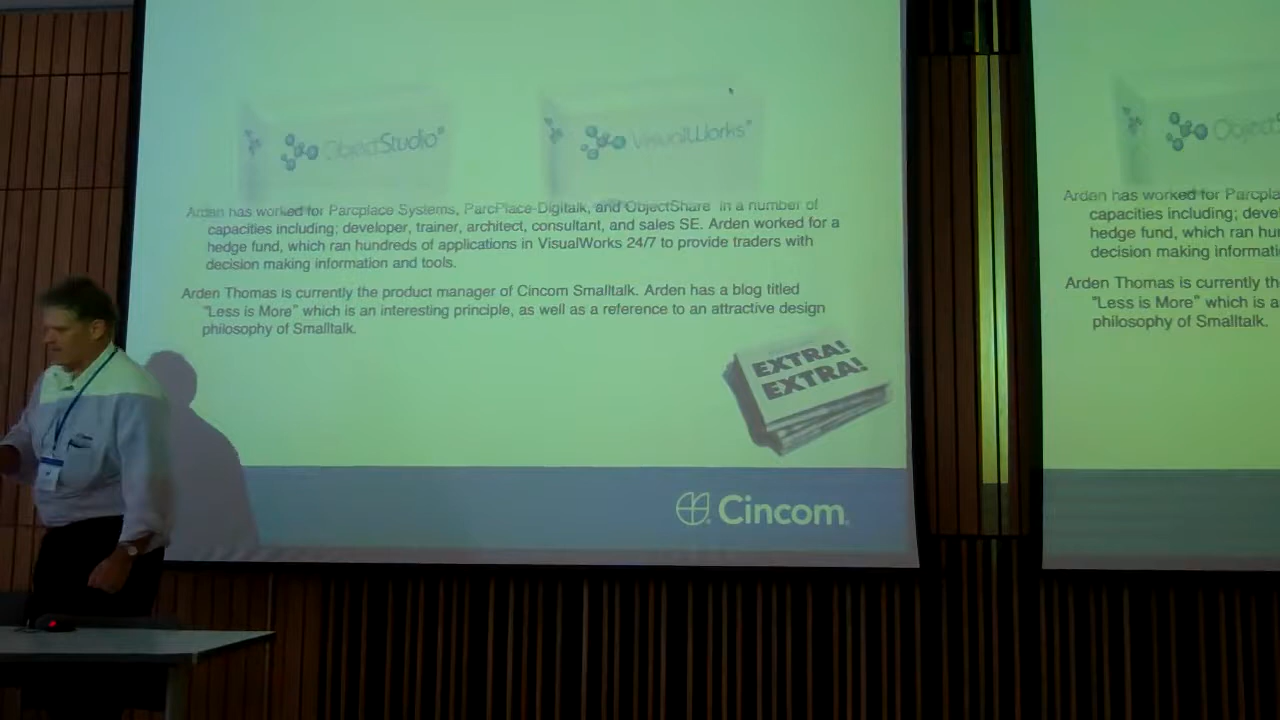 ObjectStudio®
VisualWorks®
Arden has worked for Parcplace Systems, ParcPlace-Digitalk, and ObjectShare in a number of
capacities including; developer, trainer, architect, consultant, and sales SE. Arden worked for a
hedge fund, which ran hundreds of applications in VisualWorks 24/7 to provide traders with
decision making information and tools.
Arden Thomas is currently the product manager of Cincom Smalltalk. Arden has a blog titled
"Less is More" which is an interesting principle, as well as a reference to an attractive design
philosophy of Smalltalk.
EXTRA!
EXTRA!
Cincom
Arden has worked for Parcpla
capacities including; deve
hedge fund, which ran hun
decision making informati
Arden Thomas is currently th
"Less is More" which is a
philosophy of Smalltalk.